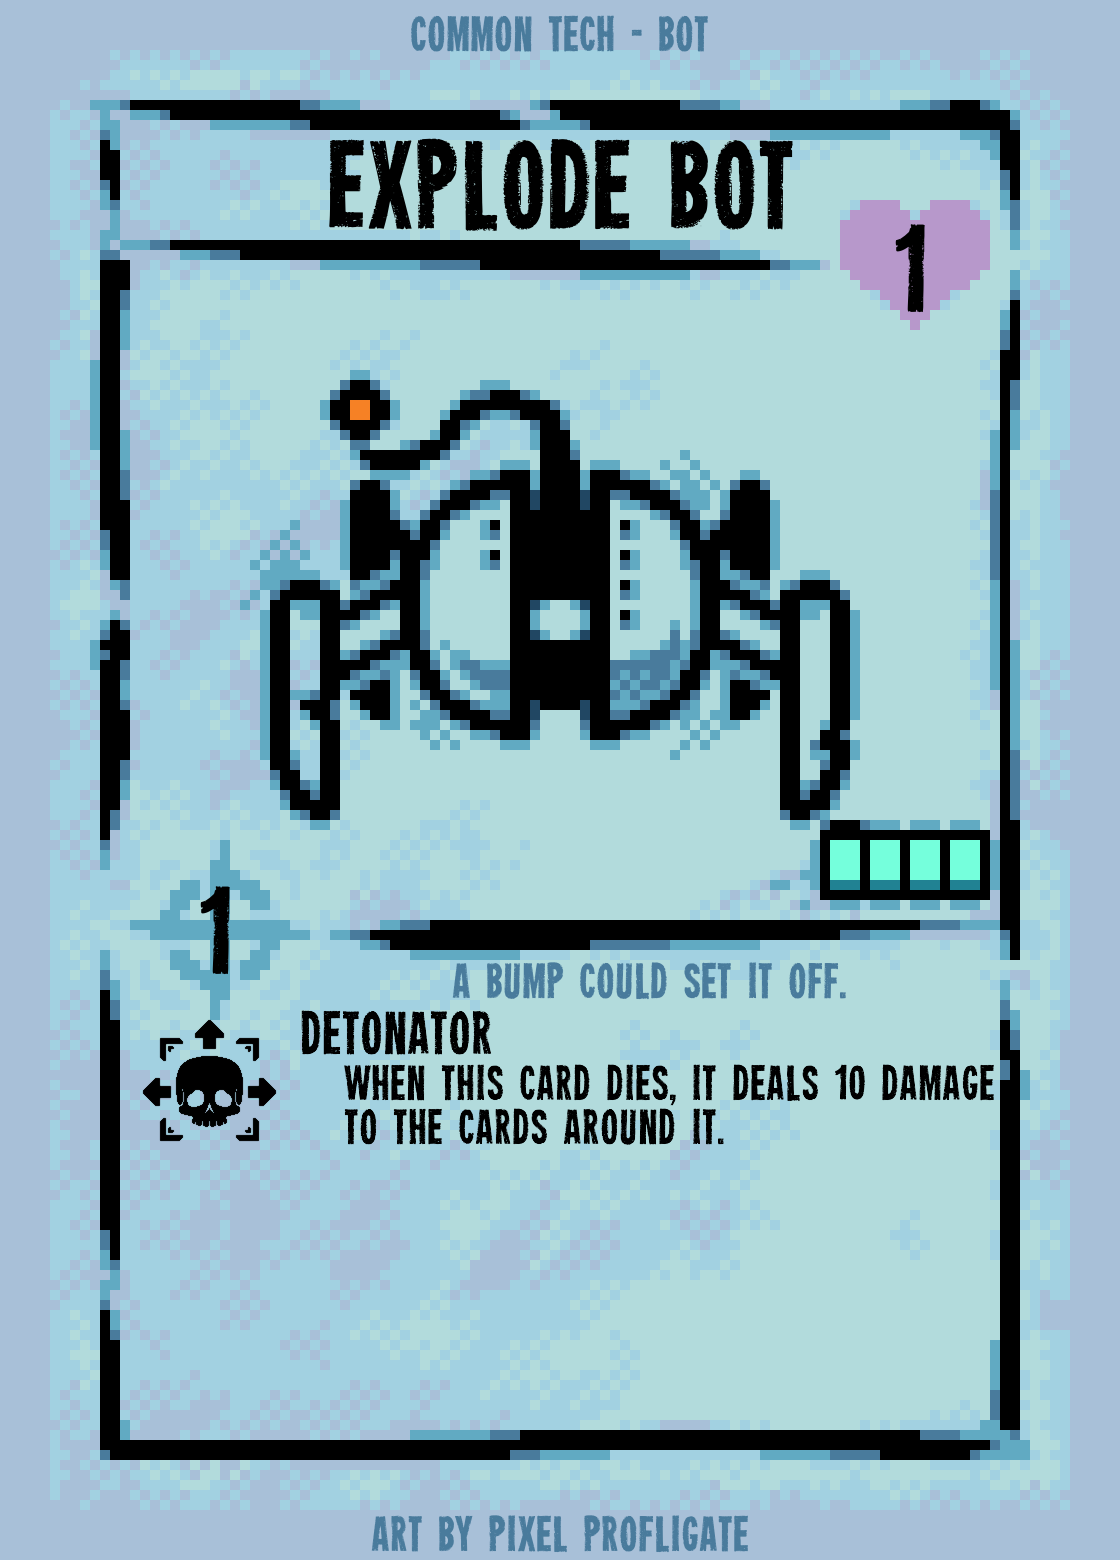 COMMON TECH - BOT
EXPLODE BOT
1
1
A BUMP COULD SET IT OFF.
DETONATOR
WHEN THIS CARD DIES, IT DEALS 10 DAMAGE
TO THE CARDS AROUND IT.
ART BY PIXEL PROFLIGATE